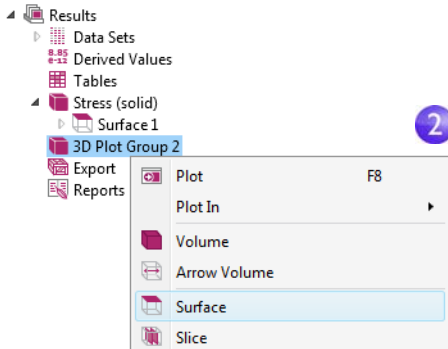 Results
Data Sets
8.85
e-12 Derived Values
Tables
Stress (solid)
Surface 1
2
3D Plot Group 2
Export
Reports
Plot F8
Plot In
Volume
Arrow Volume
Surface
Slice